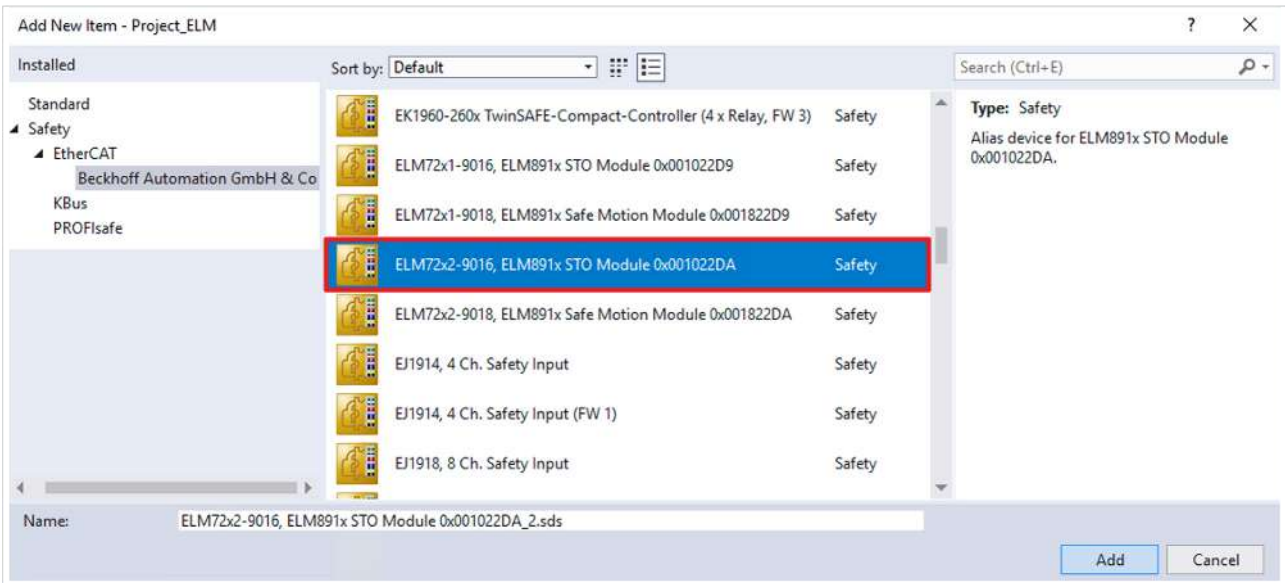 Add New Item - Project_ELM
? ×
Installed
Sort by: Default
Search (Ctrl+E)
Standard
Safety
EtherCAT
Beckhoff Automation GmbH & Co
KBus
PROFIsafe
EK1960-260x TwinSAFE-Compact-Controller (4 x Relay, FW 3) Safety
ELM72x1-9016, ELM891x STO Module 0x001022D9 Safety
ELM72x1-9018, ELM891x Safe Motion Module 0x001822D9 Safety
ELM72x2-9016, ELM891x STO Module 0x001022DA Safety
ELM72x2-9018, ELM891x Safe Motion Module 0x001822DA Safety
EJ1914, 4 Ch. Safety Input Safety
EJ1914, 4 Ch. Safety Input (FW 1) Safety
EJ1918, 8 Ch. Safety Input Safety
Type: Safety
Alias device for ELM891x STO Module
0x001022DA.
Name: ELM72x2-9016, ELM891x STO Module 0x001022DA_2.sds
Add Cancel